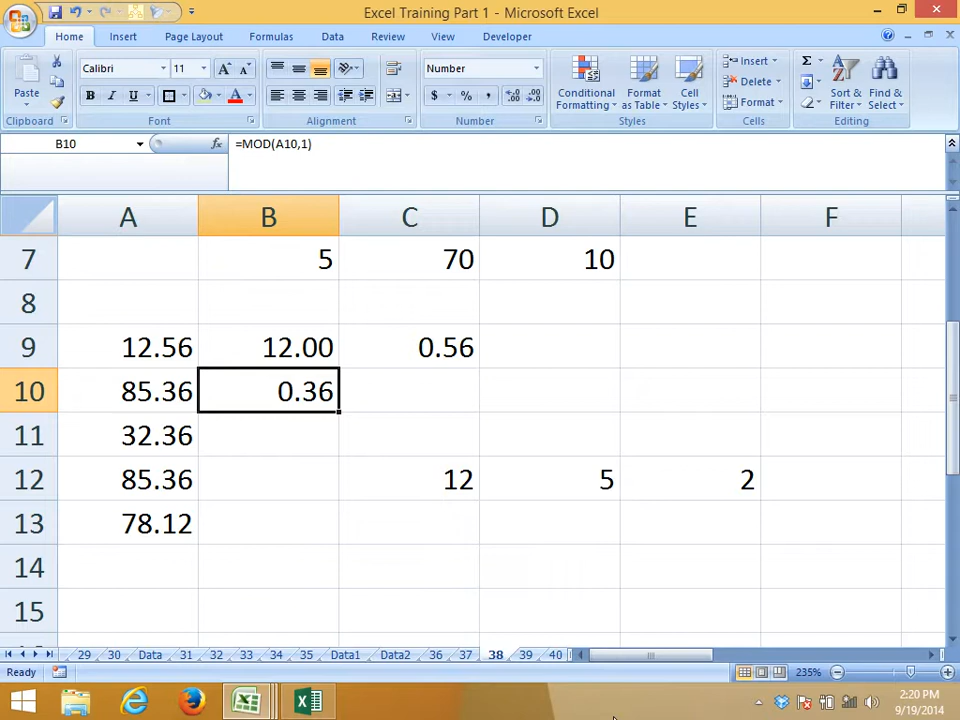 Excel Training Part 1 - Microsoft Excel
Home Insert Page Layout Formulas Data Review View Developer
Paste
Calibri 11
B I U A
Number
$ % ,
Conditional Formatting
Format as Table
Cell Styles
Insert
Delete
Format
Σ
Sort & Filter
Find & Select
Clipboard Font Alignment Number Styles Cells Editing
B10 fx =MOD(A10,1)
A B C D E F
7 5 70 10
8
9 12.56 12.00 0.56
10 85.36 0.36
11 32.36
12 85.36 12 5 2
13 78.12
14
15
29 30 Data 31 32 33 34 35 Data1 Data2 36 37 38 39 40
Ready 235%
2:20 PM
9/19/2014